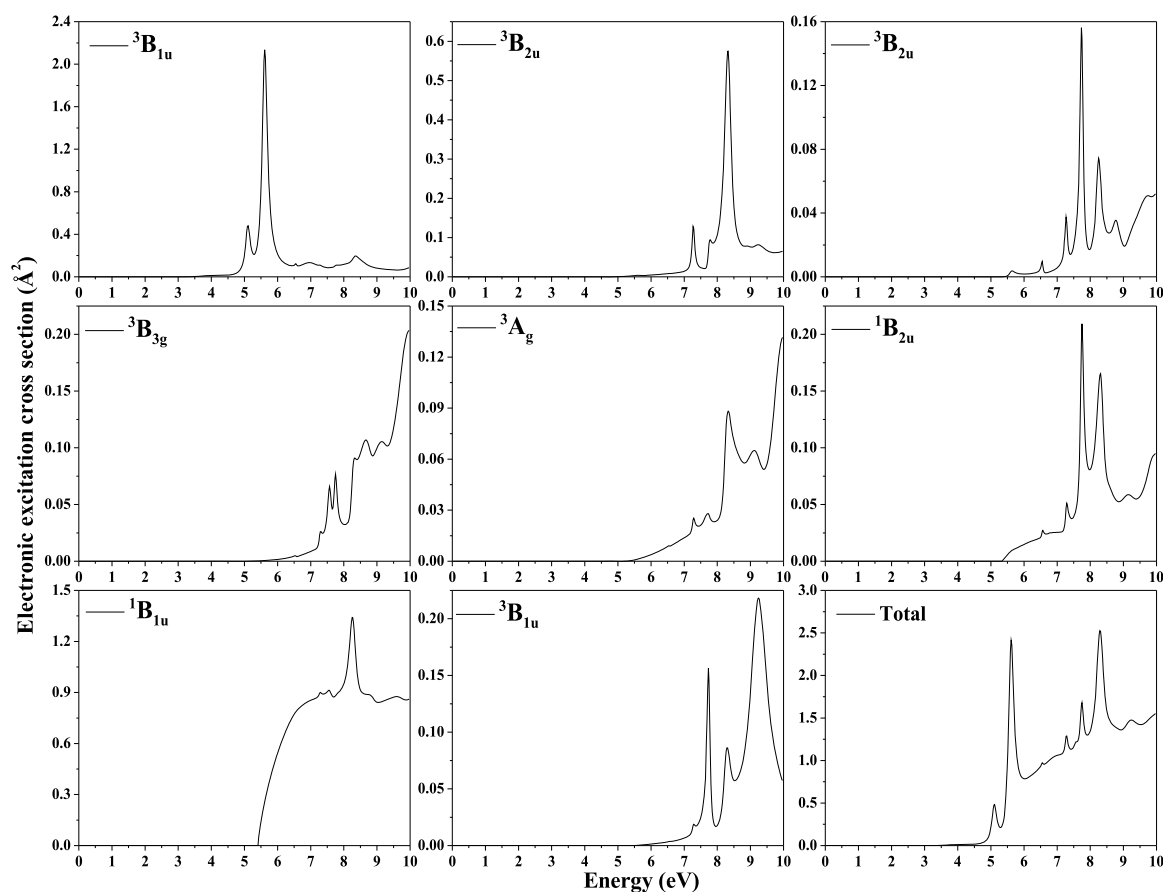 2.4
2.0
1.6
1.2
0.8
0.4
0.0
³B₁ᵤ
0 1 2 3 4 5 6 7 8 9 10
0.6
0.5
0.4
0.3
0.2
0.1
0.0
³B₂ᵤ
0 1 2 3 4 5 6 7 8 9 10
0.16
0.12
0.08
0.04
0.00
³B₂ᵤ
0 1 2 3 4 5 6 7 8 9 10
Electronic excitation cross section (Å²)
0.20
0.15
0.10
0.05
0.00
³B₃g
0 1 2 3 4 5 6 7 8 9 10
0.15
0.12
0.09
0.06
0.03
0.00
³Ag
0 1 2 3 4 5 6 7 8 9 10
0.20
0.15
0.10
0.05
0.00
¹B₂ᵤ
0 1 2 3 4 5 6 7 8 9 10
1.5
1.2
0.9
0.6
0.3
0.0
¹B₁ᵤ
0 1 2 3 4 5 6 7 8 9 10
0.20
0.15
0.10
0.05
0.00
³B₁ᵤ
0 1 2 3 4 5 6 7 8 9 10
3.0
2.5
2.0
1.5
1.0
0.5
0.0
Total
0 1 2 3 4 5 6 7 8 9 10
Energy (eV)